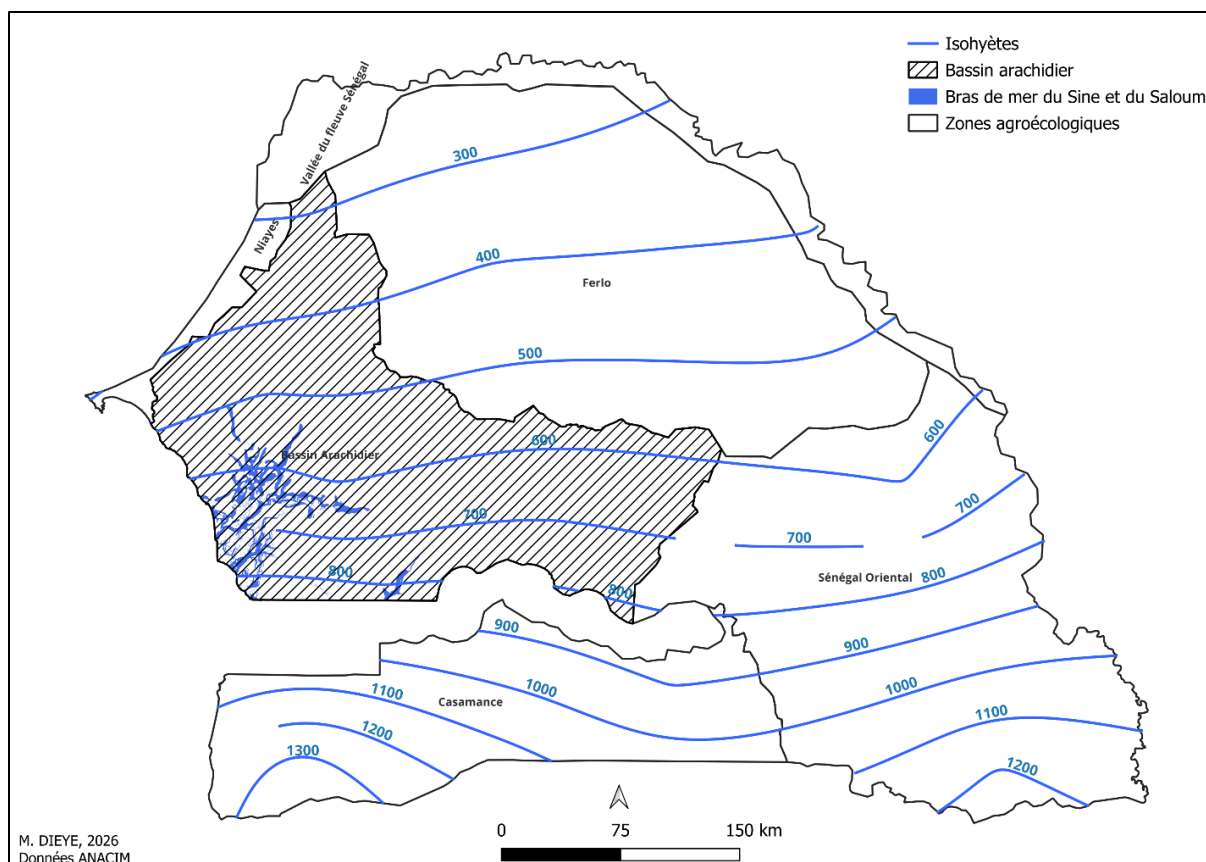 Isohyètes
Bassin arachidier
Bras de mer du Sine et du Saloum
Zones agroécologiques
Vallée du fleuve Sénégal
300
Niayes
400
Ferlo
500
600
600
Bassin Arachidier
700
700
700
800
800
800
Sénégal Oriental
900
900
1000
1000
1100
Casamance
1100
1200
1200
1300
0 75 150 km
M. DIEYE, 2026
Données ANACIM